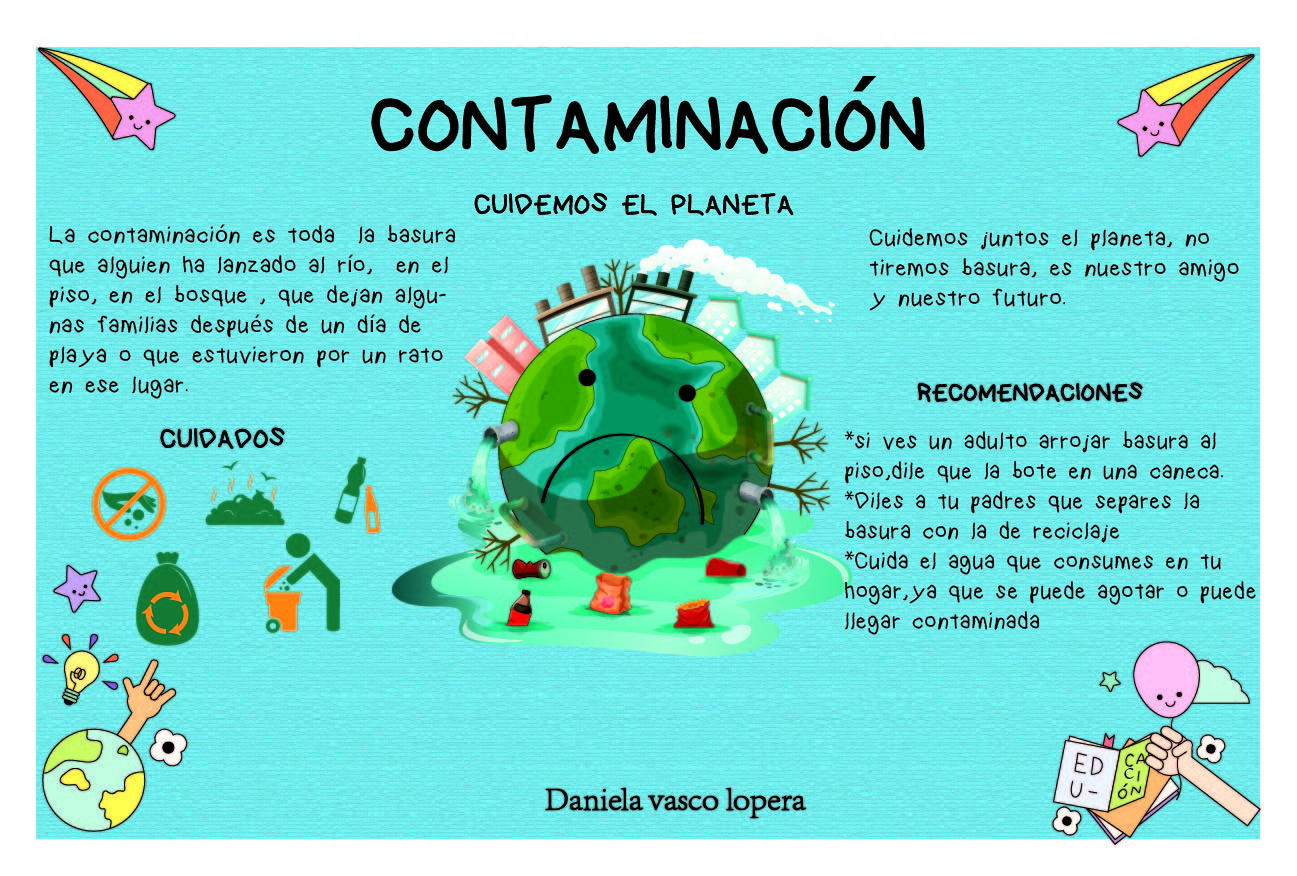 CONTAMINACIÓN
CUIDEMOS EL PLANETA
La contaminación es toda la basura
que alguien ha lanzado al río, en el
piso, en el bosque , que dejan algu-
nas familias después de un día de
playa o que estuvieron por un rato
en ese lugar.
CUIDADOS
Cuidemos juntos el planeta, no
tiremos basura, es nuestro amigo
y nuestro futuro.
RECOMENDACIONES
*si ves un adulto arrojar basura al
piso,dile que la bote en una caneca.
*Diles a tu padres que separes la
basura con la de reciclaje
*Cuida el agua que consumes en tu
hogar,ya que se puede agotar o puede
llegar contaminada
ED
U-
CA
CI
ÓN
Daniela vasco lopera